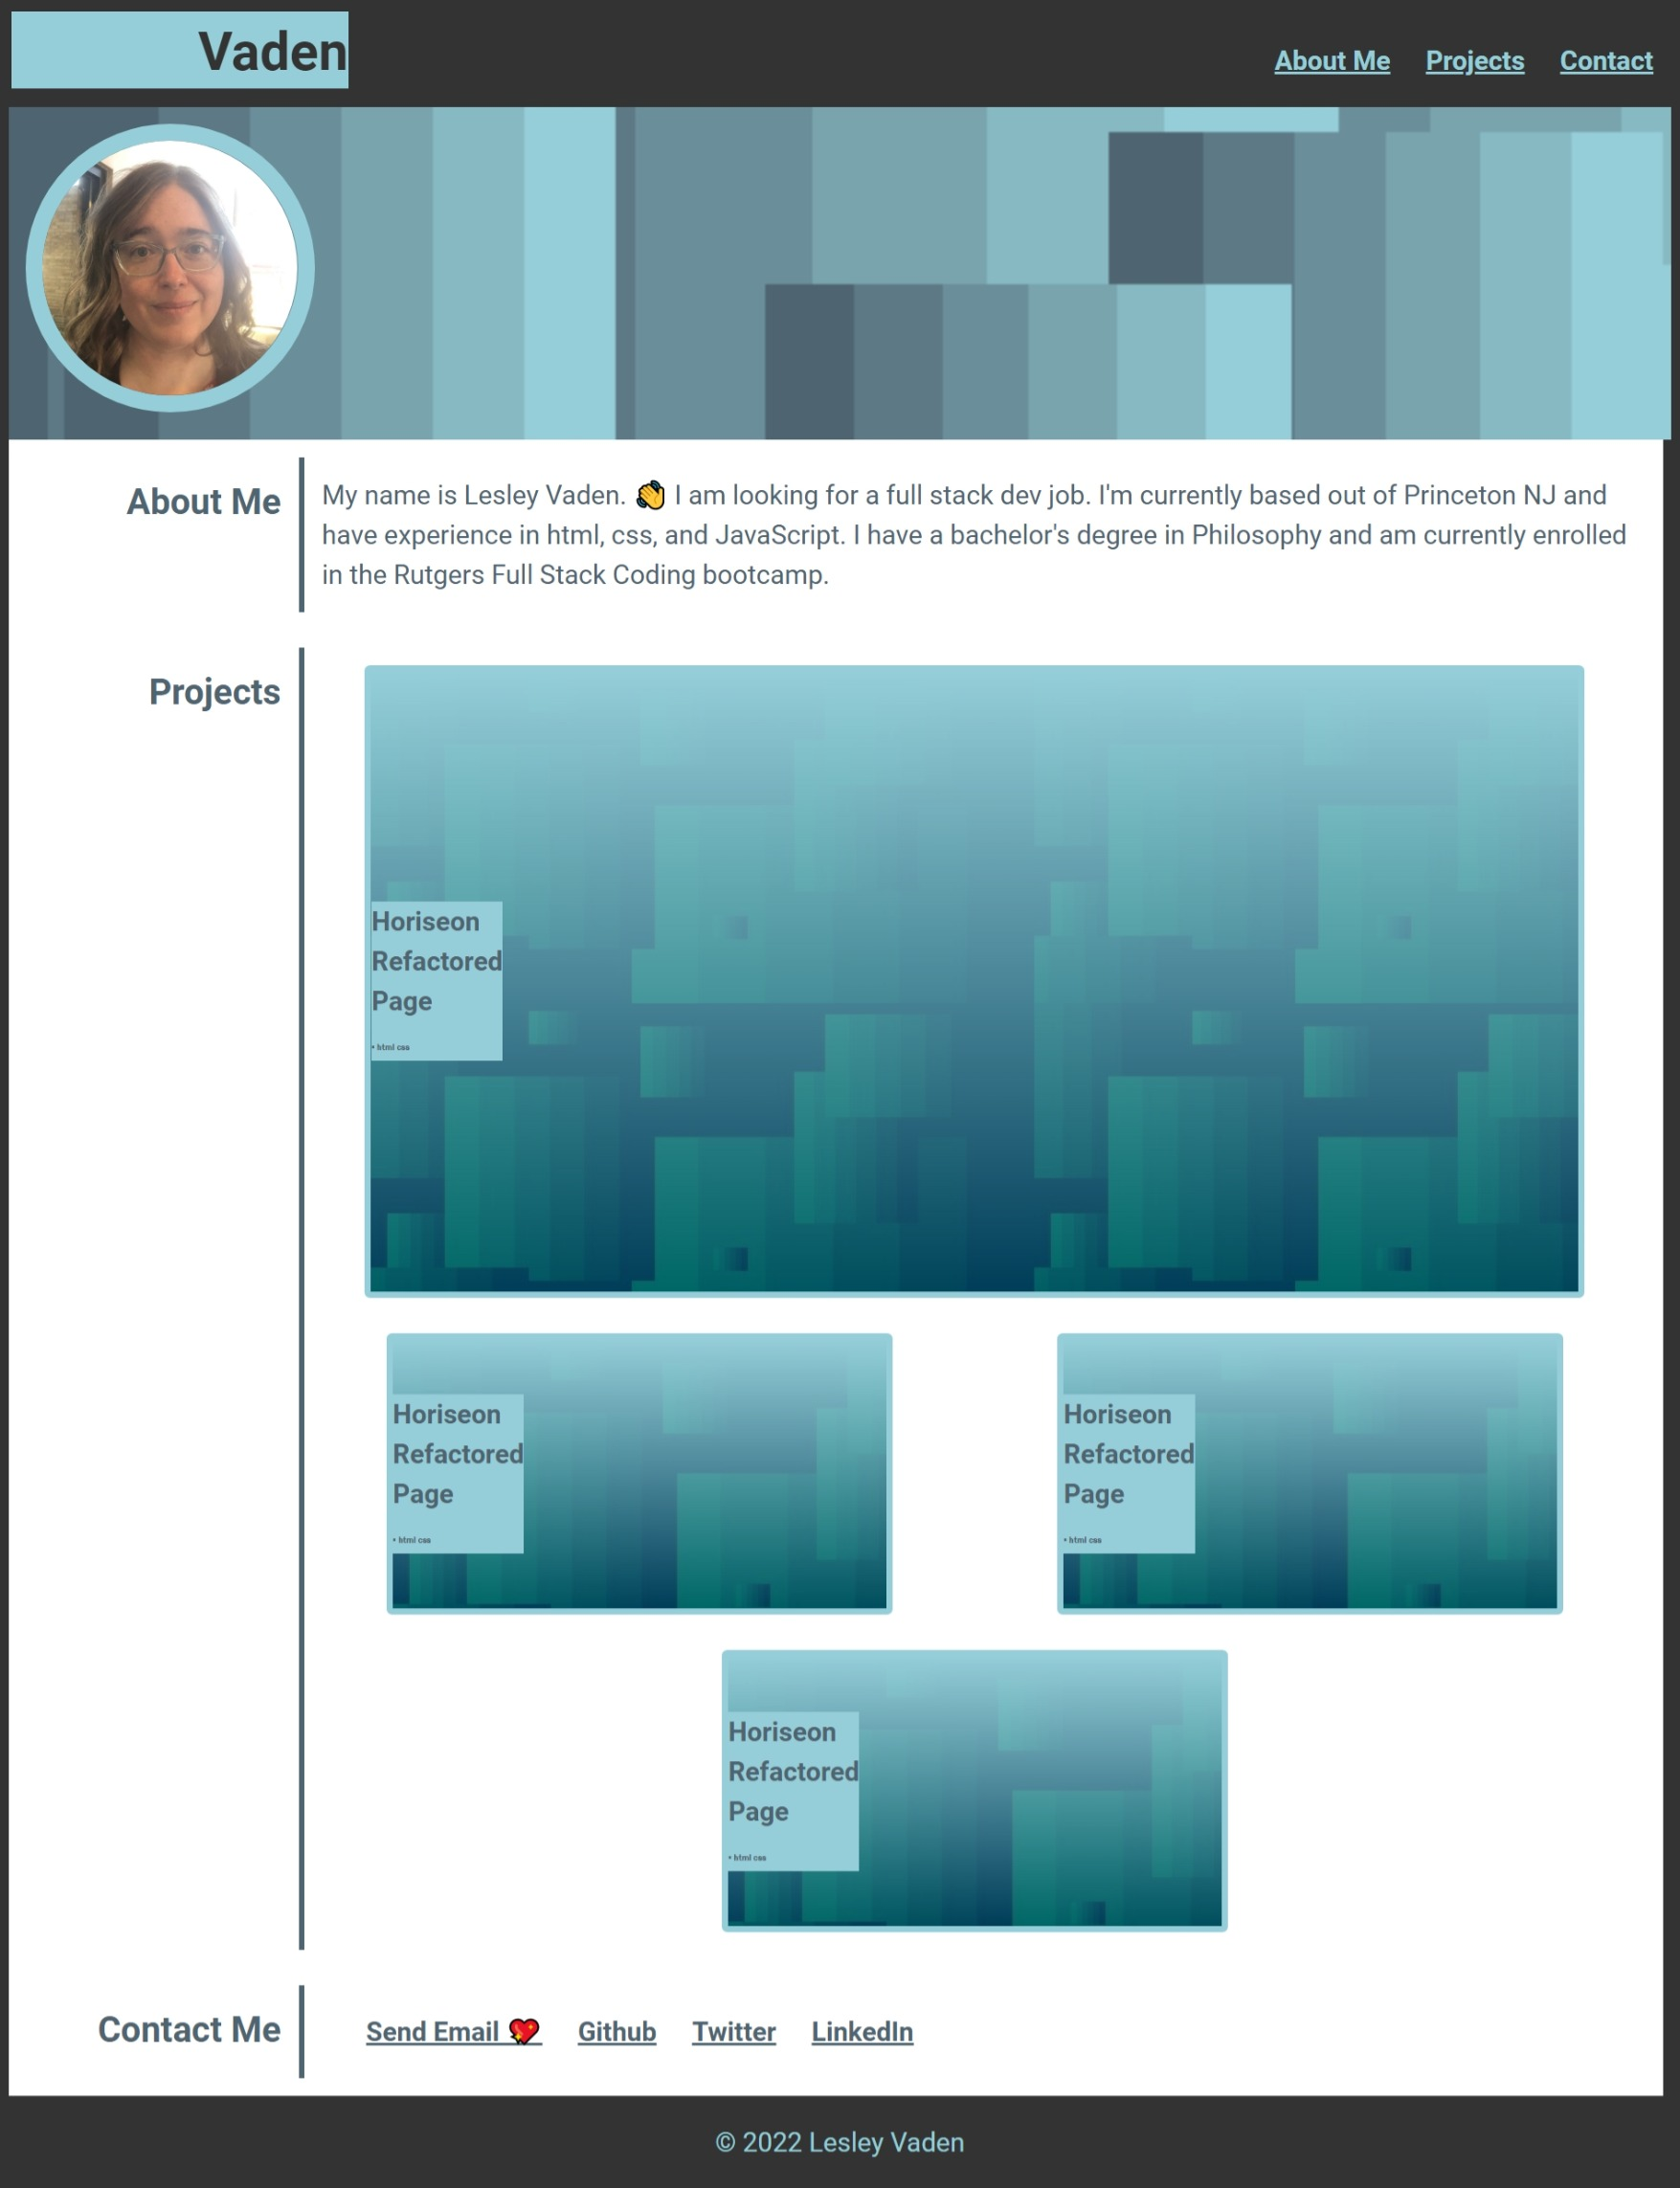 Vaden
About Me Projects Contact
About Me
My name is Lesley Vaden. 👋 I am looking for a full stack dev job. I'm currently based out of Princeton NJ and
have experience in html, css, and JavaScript. I have a bachelor's degree in Philosophy and am currently enrolled
in the Rutgers Full Stack Coding bootcamp.
Projects
Horiseon
Refactored
Page
• html css
Horiseon
Refactored
Page
• html css
Horiseon
Refactored
Page
• html css
Horiseon
Refactored
Page
• html css
Contact Me
Send Email 💖 Github Twitter LinkedIn
© 2022 Lesley Vaden